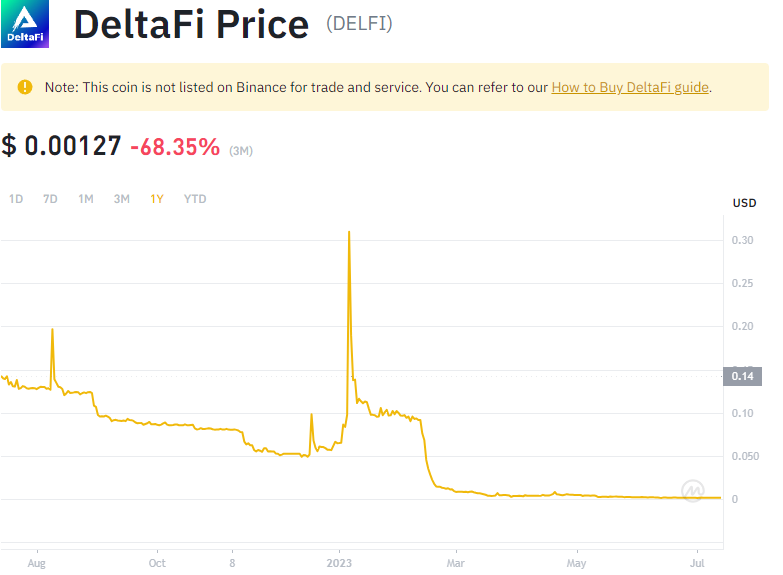 DeltaFi
DeltaFi Price (DELFI)
Note: This coin is not listed on Binance for trade and service. You can refer to our How to Buy DeltaFi guide.
$ 0.00127 -68.35% (3M)
1D 7D 1M 3M 1Y YTD
USD
0.30
0.25
0.20
0.15
0.14
0.10
0.050
0
Aug Oct 8 2023 Mar May Jul